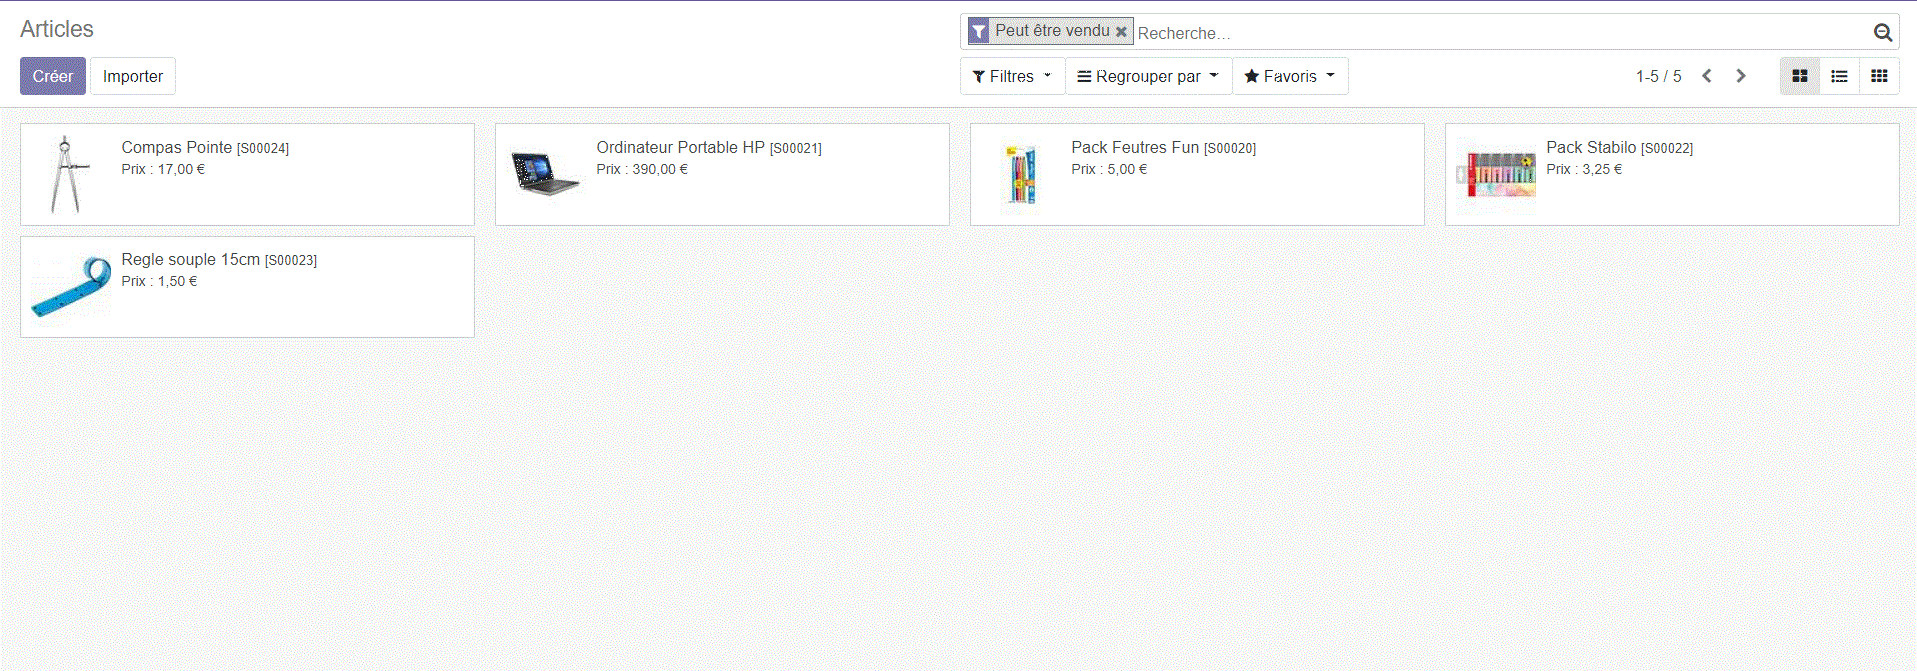 Articles
Peut être vendu
Recherche...
Créer
Importer
Filtres
Regrouper par
Favoris
1-5 / 5
Compas Pointe [S00024]
Prix : 17,00 €
Ordinateur Portable HP [S00021]
Prix : 390,00 €
Pack Feutres Fun [S00020]
Prix : 5,00 €
Pack Stabilo [S00022]
Prix : 3,25 €
Regle souple 15cm [S00023]
Prix : 1,50 €